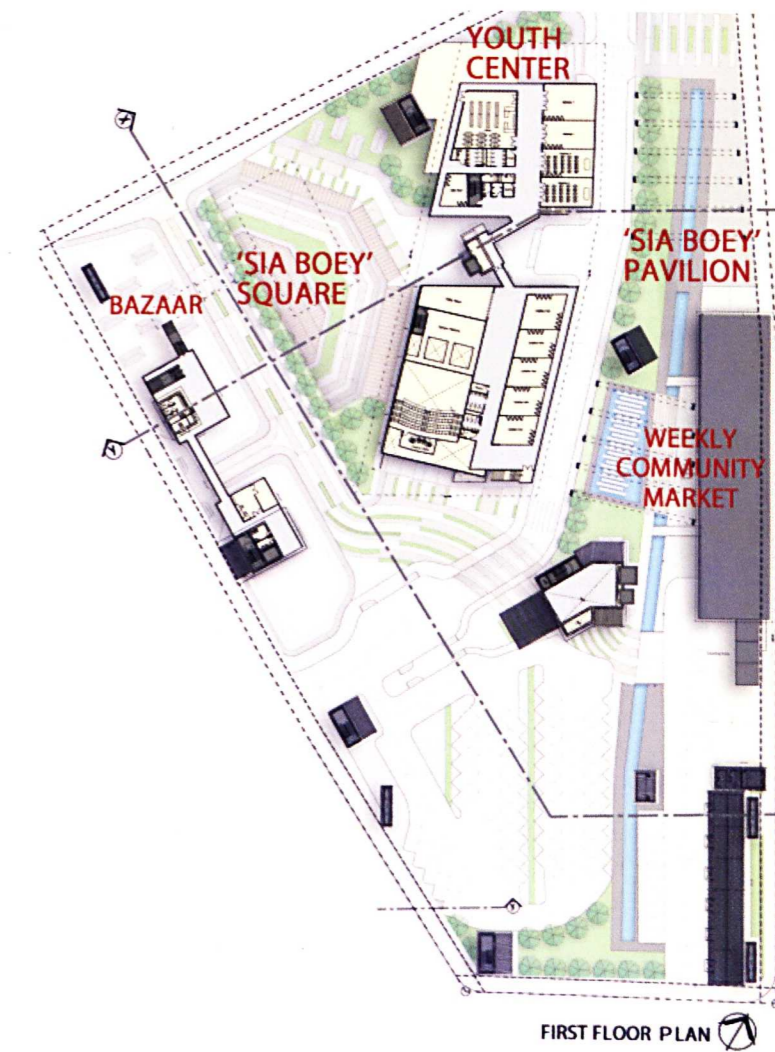 YOUTH
CENTER
'SIA BOEY'
SQUARE
'SIA BOEY'
PAVILION
BAZAAR
WEEKLY
COMMUNITY
MARKET
FIRST FLOOR PLAN